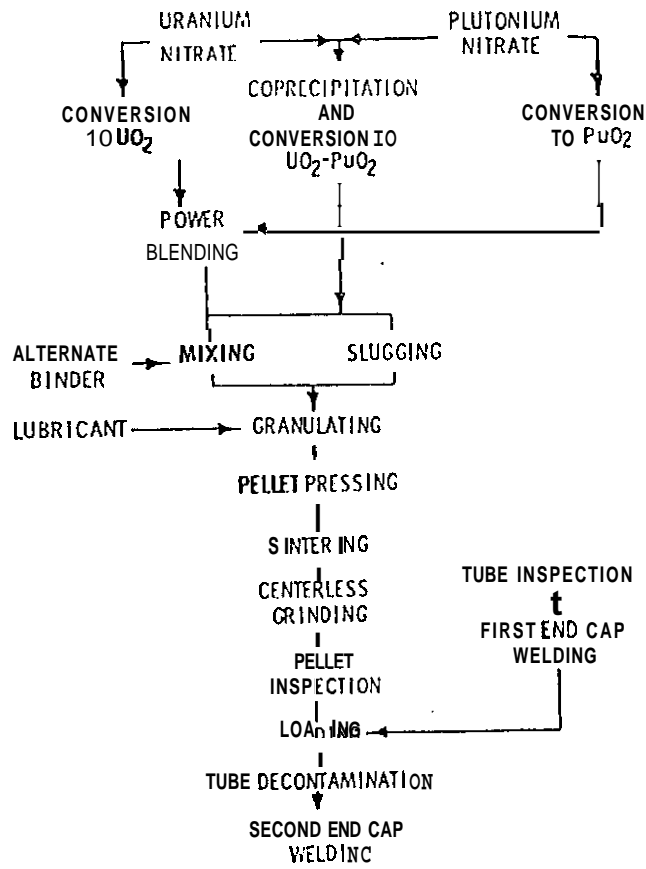 URANIUM
NITRATE
PLUTONIUM
NITRATE
CONVERSION
10 UO2
COPRECIPITATION
AND
CONVERSION IO
UO2-PuO2
CONVERSION
TO PuO2
POWER
BLENDING
ALTERNATE
BINDER
MIXING
SLUGGING
LUBRICANT
GRANULATING
PELLET PRESSING
SINTERING
CENTERLESS
GRINDING
TUBE INSPECTION
t
FIRST END CAP
WELDING
PELLET
INSPECTION
LOADING
TUBE DECONTAMINATION
SECOND END CAP
WELDINC